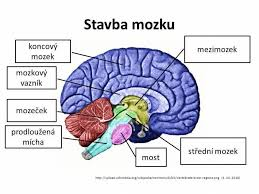 Stavba mozku
koncový
mozek
mezimozek
mozkový
vazník
mozeček
prodloužená
mícha
most
střední mozek